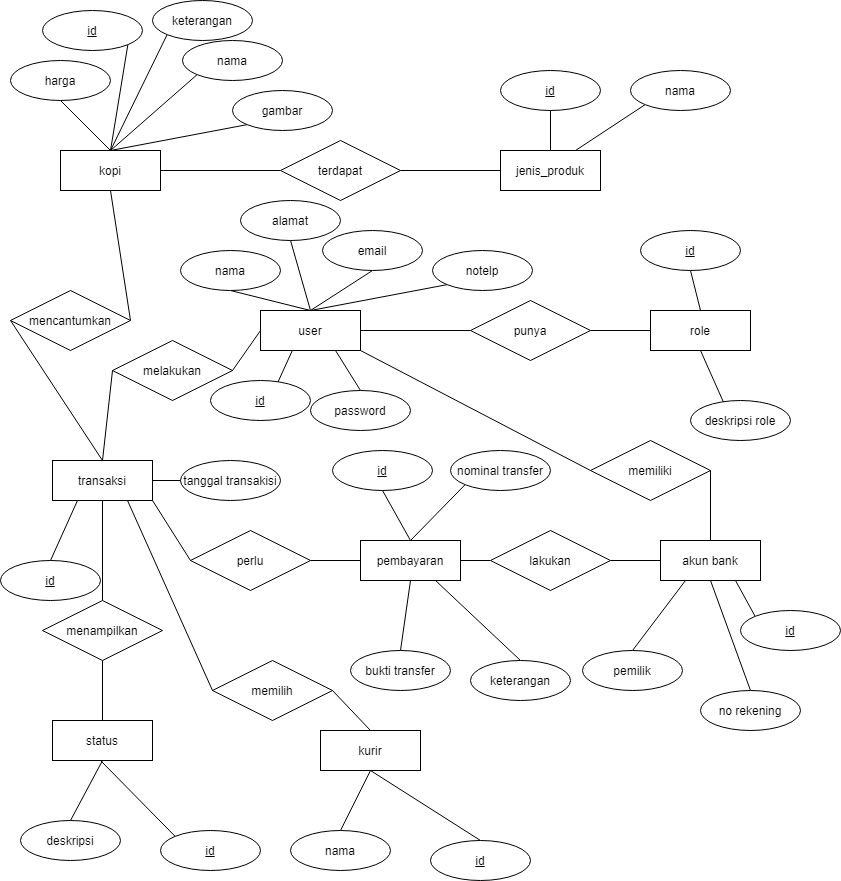 keterangan
id
nama
harga
gambar
id
nama
kopi
terdapat
jenis_produk
alamat
email
id
nama
notelp
mencantumkan
user
punya
role
melakukan
id
password
deskripsi role
memiliki
id
nominal transfer
transaksi
tanggal transakisi
perlu
pembayaran
lakukan
akun bank
id
menampilkan
id
bukti transfer
keterangan
pemilik
memilih
no rekening
status
kurir
deskripsi
id
nama
id